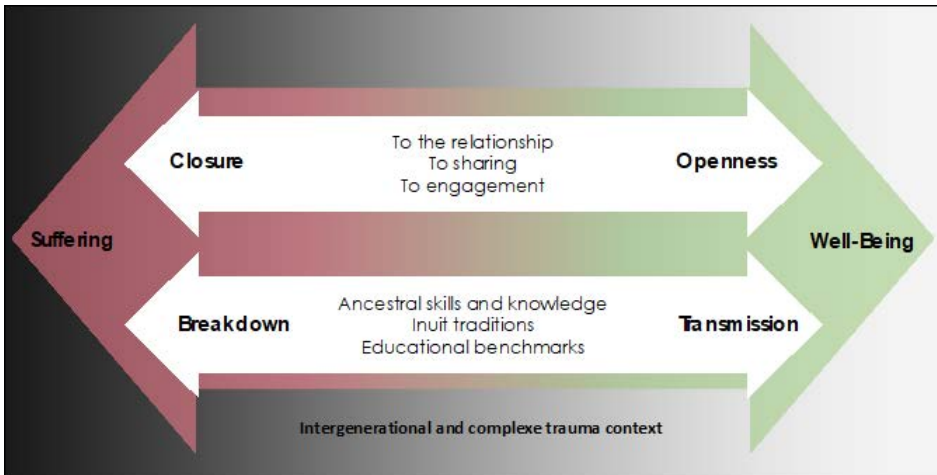 Closure
To the relationship
To sharing
To engagement
Openness
Suffering
Well-Being
Breakdown
Ancestral skills and knowledge
Inuit traditions
Educational benchmarks
Transmission
Intergenerational and complexe trauma context